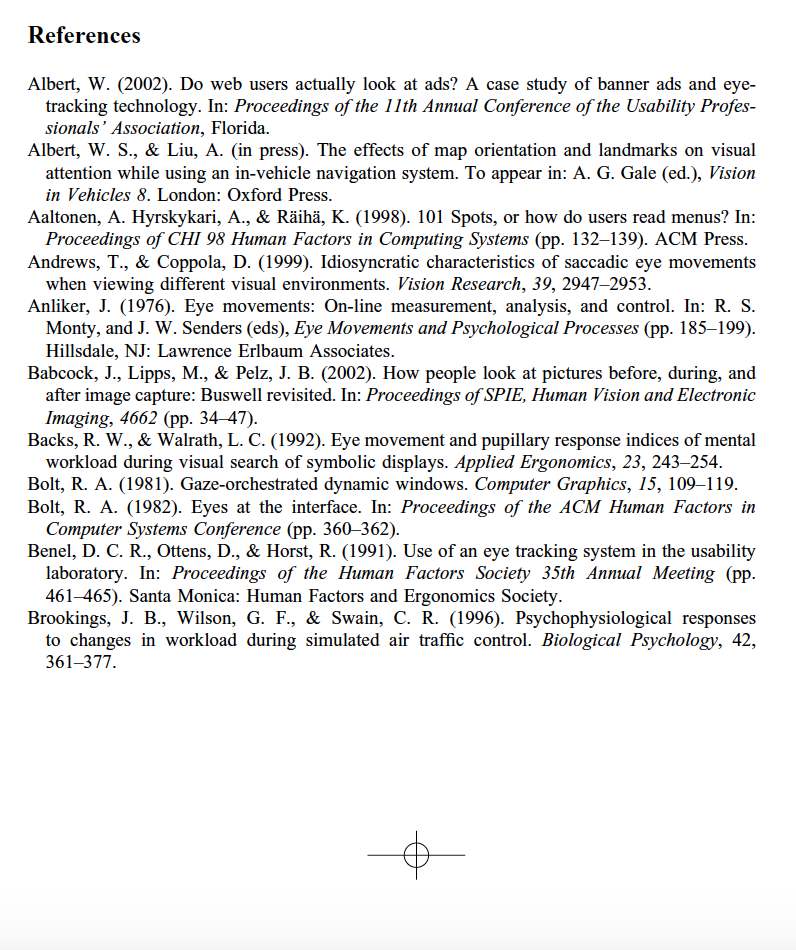 References
Albert, W. (2002). Do web users actually look at ads? A case study of banner ads and eye-
tracking technology. In: Proceedings of the 11th Annual Conference of the Usability Profes-
sionals’ Association, Florida.
Albert, W. S., & Liu, A. (in press). The effects of map orientation and landmarks on visual
attention while using an in-vehicle navigation system. To appear in: A. G. Gale (ed.), Vision
in Vehicles 8. London: Oxford Press.
Aaltonen, A. Hyrskykari, A., & Räihä, K. (1998). 101 Spots, or how do users read menus? In:
Proceedings of CHI 98 Human Factors in Computing Systems (pp. 132–139). ACM Press.
Andrews, T., & Coppola, D. (1999). Idiosyncratic characteristics of saccadic eye movements
when viewing different visual environments. Vision Research, 39, 2947–2953.
Anliker, J. (1976). Eye movements: On-line measurement, analysis, and control. In: R. S.
Monty, and J. W. Senders (eds), Eye Movements and Psychological Processes (pp. 185–199).
Hillsdale, NJ: Lawrence Erlbaum Associates.
Babcock, J., Lipps, M., & Pelz, J. B. (2002). How people look at pictures before, during, and
after image capture: Buswell revisited. In: Proceedings of SPIE, Human Vision and Electronic
Imaging, 4662 (pp. 34–47).
Backs, R. W., & Walrath, L. C. (1992). Eye movement and pupillary response indices of mental
workload during visual search of symbolic displays. Applied Ergonomics, 23, 243–254.
Bolt, R. A. (1981). Gaze-orchestrated dynamic windows. Computer Graphics, 15, 109–119.
Bolt, R. A. (1982). Eyes at the interface. In: Proceedings of the ACM Human Factors in
Computer Systems Conference (pp. 360–362).
Benel, D. C. R., Ottens, D., & Horst, R. (1991). Use of an eye tracking system in the usability
laboratory. In: Proceedings of the Human Factors Society 35th Annual Meeting (pp.
461–465). Santa Monica: Human Factors and Ergonomics Society.
Brookings, J. B., Wilson, G. F., & Swain, C. R. (1996). Psychophysiological responses
to changes in workload during simulated air traffic control. Biological Psychology, 42,
361–377.